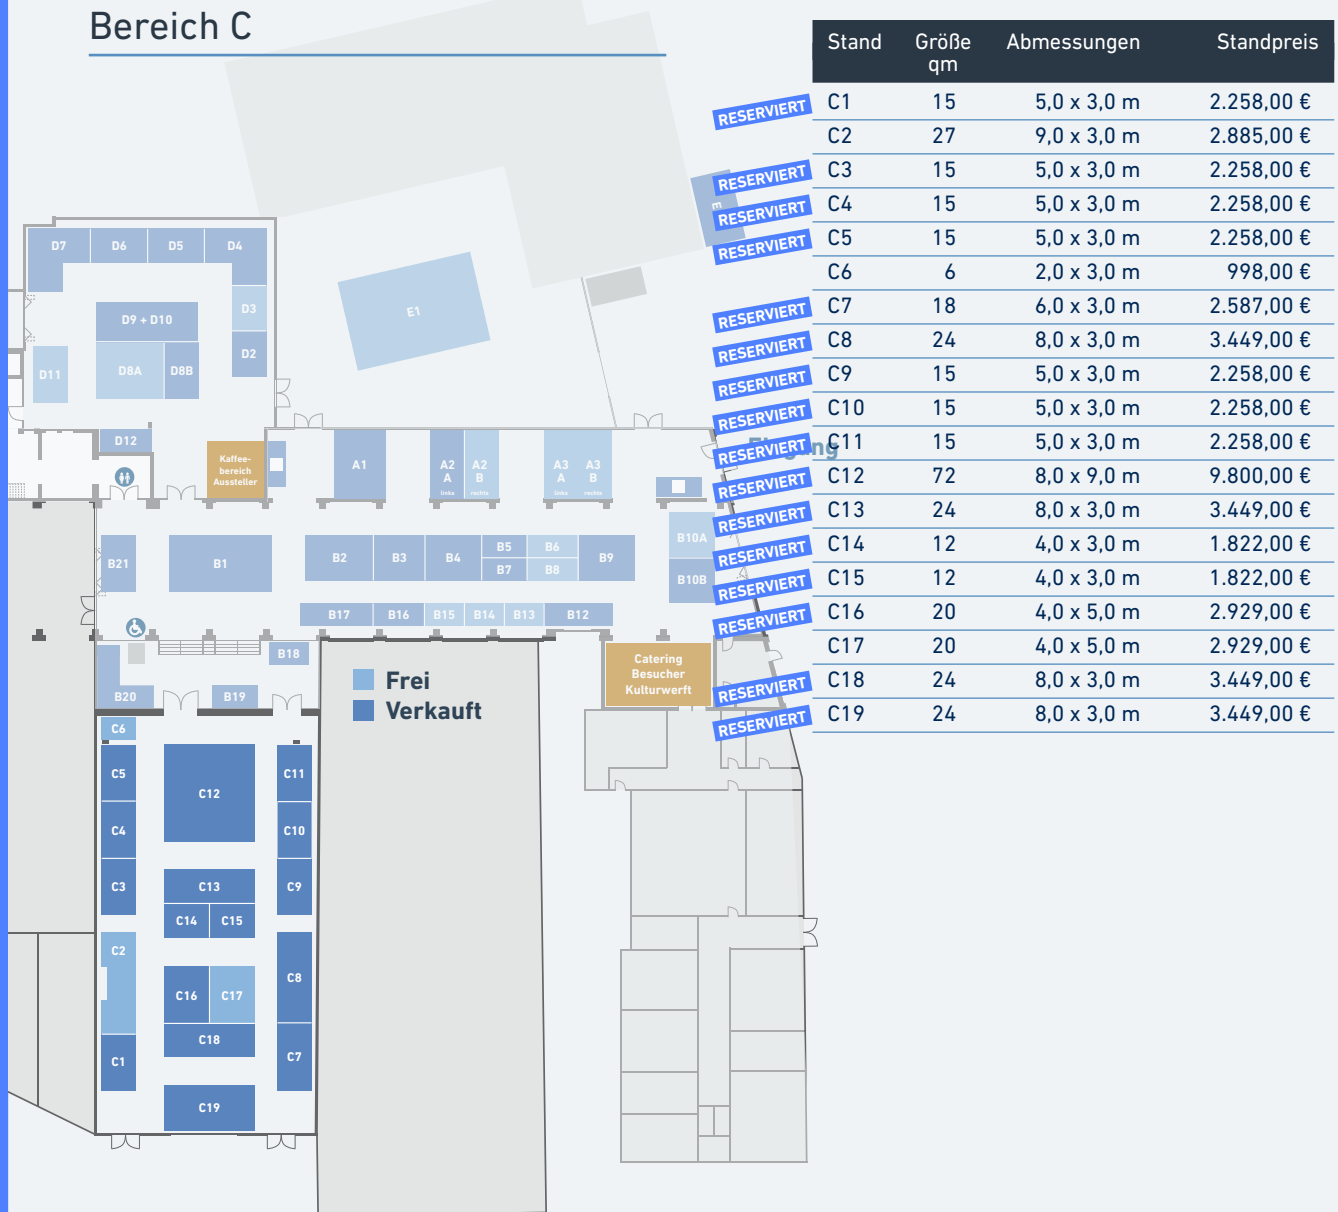 Bereich C
Stand Größe qm Abmessungen Standpreis
RESERVIERT C1 15 5,0 x 3,0 m 2.258,00 €
C2 27 9,0 x 3,0 m 2.885,00 €
RESERVIERT C3 15 5,0 x 3,0 m 2.258,00 €
RESERVIERT C4 15 5,0 x 3,0 m 2.258,00 €
RESERVIERT C5 15 5,0 x 3,0 m 2.258,00 €
C6 6 2,0 x 3,0 m 998,00 €
RESERVIERT C7 18 6,0 x 3,0 m 2.587,00 €
RESERVIERT C8 24 8,0 x 3,0 m 3.449,00 €
RESERVIERT C9 15 5,0 x 3,0 m 2.258,00 €
RESERVIERT C10 15 5,0 x 3,0 m 2.258,00 €
RESERVIERT C11 15 5,0 x 3,0 m 2.258,00 €
RESERVIERT C12 72 8,0 x 9,0 m 9.800,00 €
RESERVIERT C13 24 8,0 x 3,0 m 3.449,00 €
RESERVIERT C14 12 4,0 x 3,0 m 1.822,00 €
RESERVIERT C15 12 4,0 x 3,0 m 1.822,00 €
RESERVIERT C16 20 4,0 x 5,0 m 2.929,00 €
C17 20 4,0 x 5,0 m 2.929,00 €
RESERVIERT C18 24 8,0 x 3,0 m 3.449,00 €
RESERVIERT C19 24 8,0 x 3,0 m 3.449,00 €
D7 D6 D5 D4
D3
D9 + D10
D2
D11 D8A D8B
D12
E1
Kaffee-
bereich
Aussteller
A1
A2 A links
A2 B rechts
A3 A links
A3 B rechts
B21 B1 B2 B3 B4 B5 B6 B9 B10A
B7 B8 B10B
B17 B16 B15 B14 B13 B12
B18
B20 B19
Catering
Besucher
Kulturwerft
Frei
Verkauft
C6
C5 C12 C11
C4 C10
C3 C13 C9
C14 C15
C2 C8
C16 C17
C18
C1 C7
C19